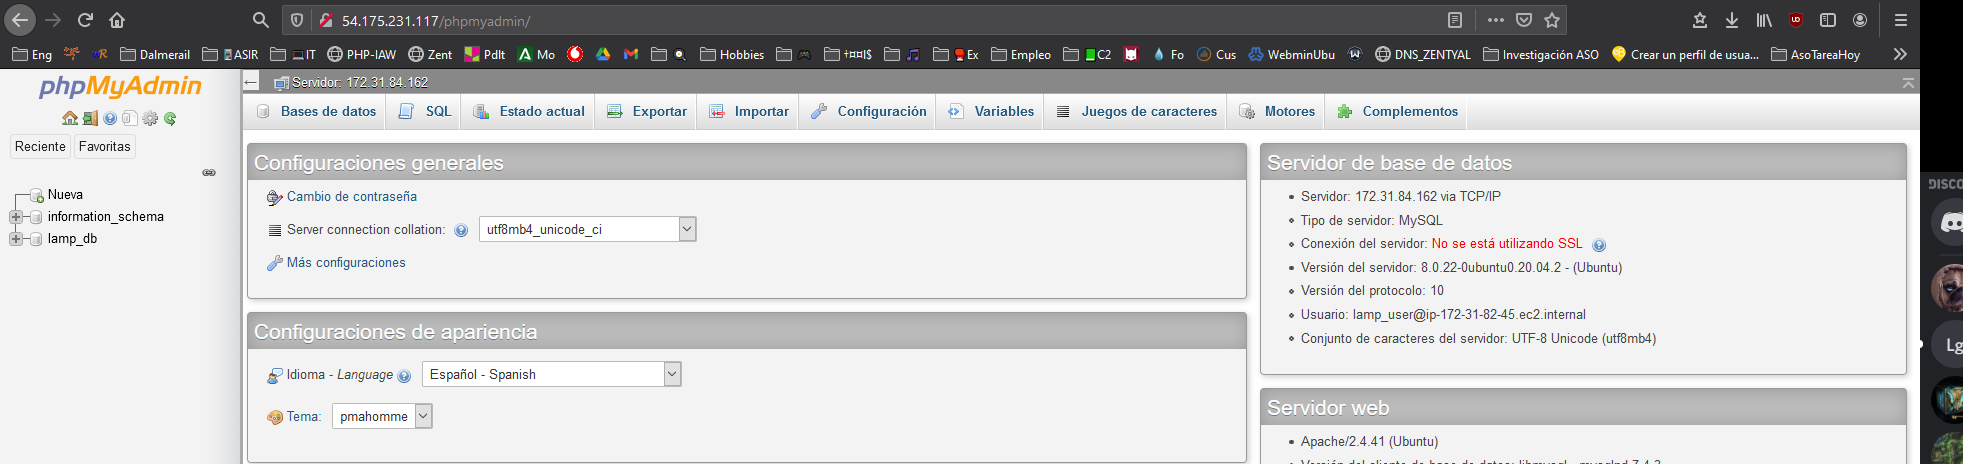 54.175.231.117/phpmyadmin/
Eng Dalmerail ASIR IT PHP-IAW Zent PdIt Mo Hobbies Ex Empleo C2 Fo Cus WebminUbu DNS_ZENTYAL Investigación ASO Crear un perfil de usua... AsoTareaHoy
phpMyAdmin
Servidor: 172.31.84.162
Bases de datos SQL Estado actual Exportar Importar Configuración Variables Juegos de caracteres Motores Complementos
Reciente Favoritas
Nueva
information_schema
lamp_db
Configuraciones generales
Cambio de contraseña
Server connection collation: utf8mb4_unicode_ci
Más configuraciones
Configuraciones de apariencia
Idioma - Language Español - Spanish
Tema: pmahomme
Servidor de base de datos
Servidor: 172.31.84.162 via TCP/IP
Tipo de servidor: MySQL
Conexión del servidor: No se está utilizando SSL
Versión del servidor: 8.0.22-0ubuntu0.20.04.2 - (Ubuntu)
Versión del protocolo: 10
Usuario: lamp_user@ip-172-31-82-45.ec2.internal
Conjunto de caracteres del servidor: UTF-8 Unicode (utf8mb4)
Servidor web
Apache/2.4.41 (Ubuntu)
DISCO
Lg